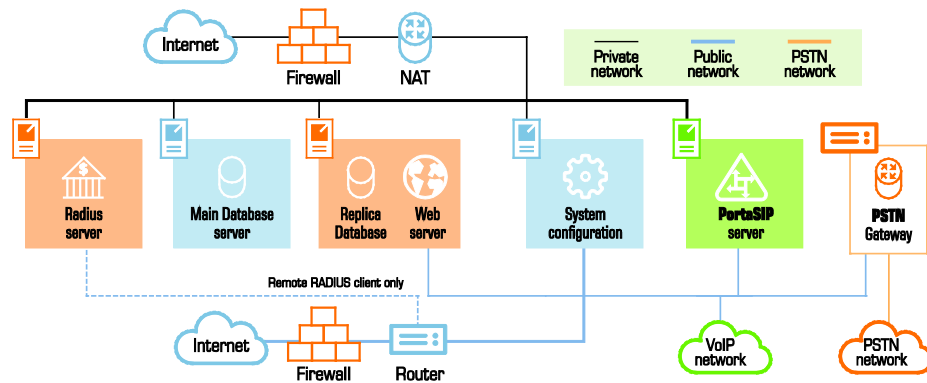 Internet
Firewall
NAT
Private
network
Public
network
PSTN
network
$
Radius
server
Main Database
server
Replica
Database
Web
server
System
configuration
PortaSIP
server
PSTN
Gateway
Remote RADIUS client only
Internet
Firewall
Router
VoIP
network
PSTN
network